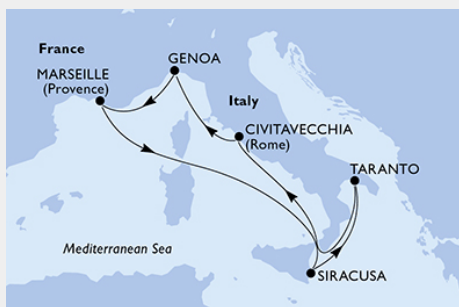 France
GENOA
MARSEILLE
(Provence)
Italy
CIVITAVECCHIA
(Rome)
TARANTO
Mediterranean Sea
SIRACUSA